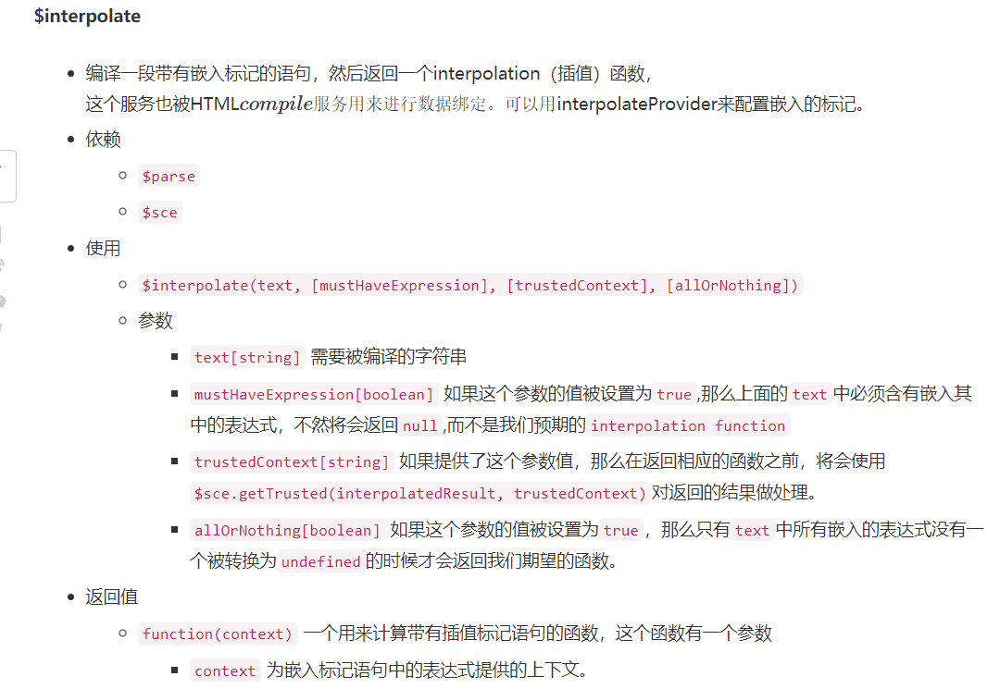 $interpolate
编译一段带有嵌入标记的语句，然后返回一个interpolation（插值）函数，
这个服务也被HTMLcompile服务用来进行数据绑定。可以用interpolateProvider来配置嵌入的标记。
依赖
$parse
$sce
使用
$interpolate(text, [mustHaveExpression], [trustedContext], [allOrNothing])
参数
text[string] 需要被编译的字符串
mustHaveExpression[boolean] 如果这个参数的值被设置为 true ,那么上面的 text 中必须含有嵌入其
中的表达式，不然将会返回 null ,而不是我们预期的 interpolation function
trustedContext[string] 如果提供了这个参数值，那么在返回相应的函数之前，将会使用
$sce.getTrusted(interpolatedResult, trustedContext) 对返回的结果做处理。
allOrNothing[boolean] 如果这个参数的值被设置为 true ，那么只有 text 中所有嵌入的表达式没有一
个被转换为 undefined 的时候才会返回我们期望的函数。
返回值
function(context) 一个用来计算带有插值标记语句的函数，这个函数有一个参数
context 为嵌入标记语句中的表达式提供的上下文。